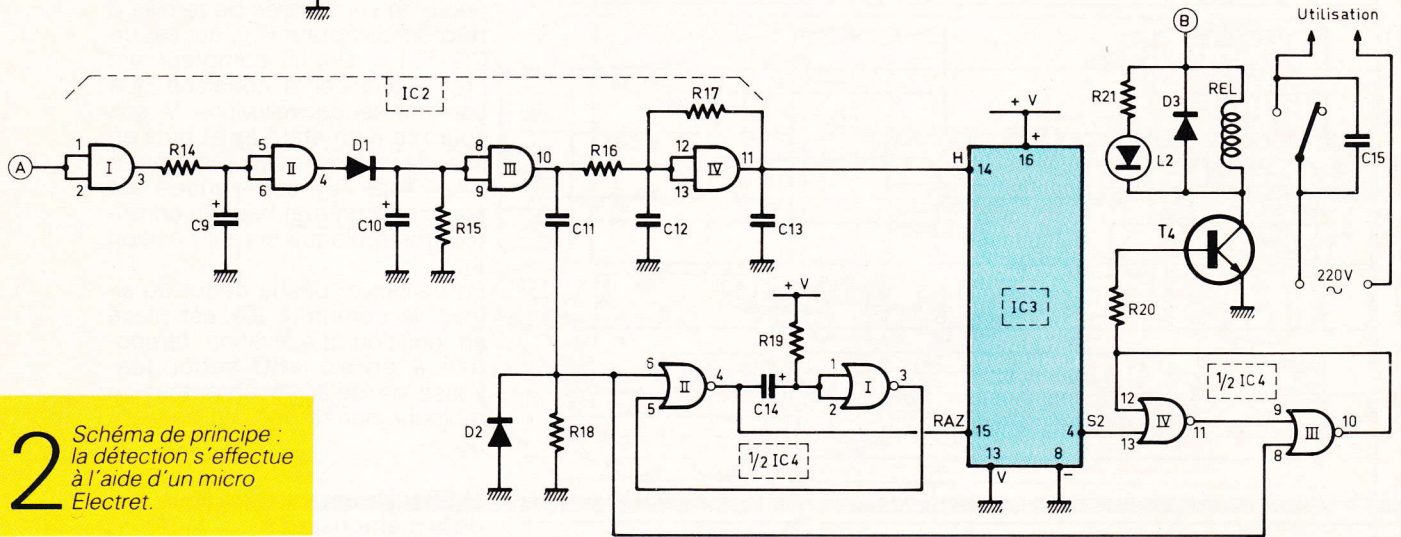 B
Utilisation
IC2
R17
R21
D3
REL
L2
C15
+ V
A
1
2
I
3
R14
5
6
II
4
D1
8
9
III
10
R16
12
13
IV
11
H
14
16
+
C9
C10
R15
C11
C12
C13
T4
220V
~
+ V
R19
IC3
R20
6
5
II
4
C14
+
1
2
I
3
RAZ
15
S2
4
12
13
IV
11
1/2 IC4
9
8
III
10
D2
R18
1/2 IC4
13
V
8
–
2
Schéma de principe :
la détection s'effectue
à l'aide d'un micro
Electret.